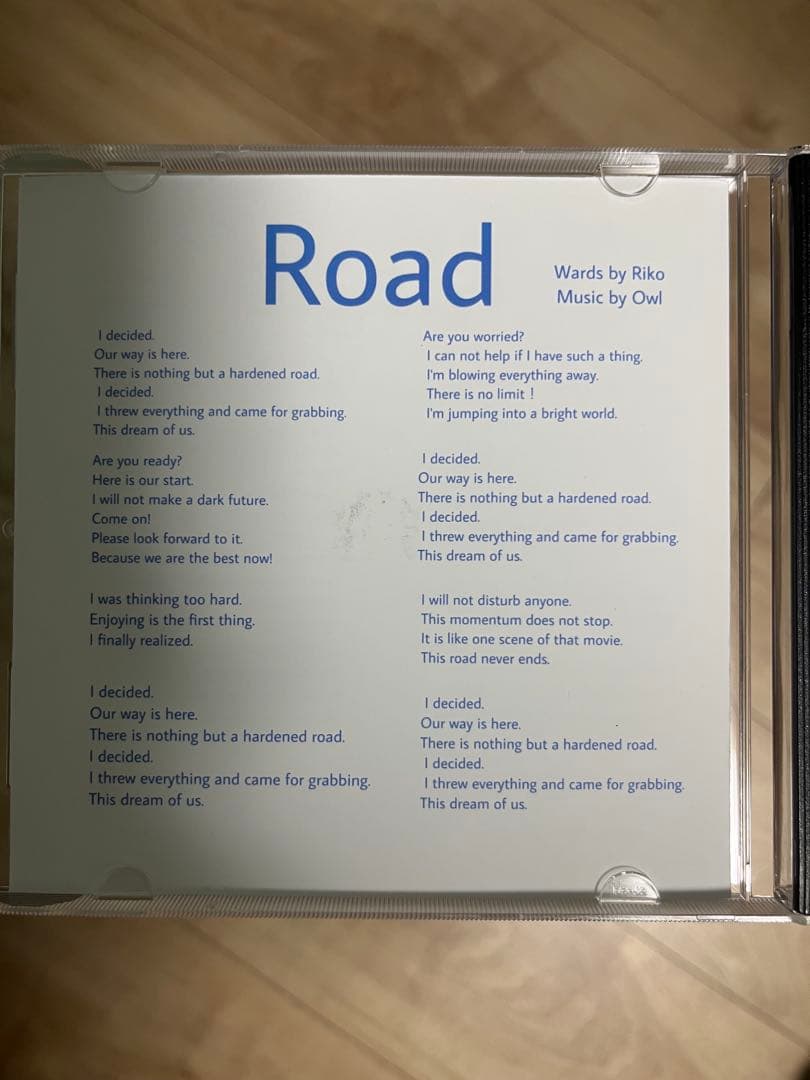 Road
Wards by Riko
Music by Owl
I decided.
Our way is here.
There is nothing but a hardened road.
I decided.
I threw everything and came for grabbing.
This dream of us.
Are you ready?
Here is our start.
I will not make a dark future.
Come on!
Please look forward to it.
Because we are the best now!
I was thinking too hard.
Enjoying is the first thing.
I finally realized.
I decided.
Our way is here.
There is nothing but a hardened road.
I decided.
I threw everything and came for grabbing.
This dream of us.
Are you worried?
I can not help if I have such a thing.
I'm blowing everything away.
There is no limit !
I'm jumping into a bright world.
I decided.
Our way is here.
There is nothing but a hardened road.
I decided.
I threw everything and came for grabbing.
This dream of us.
I will not disturb anyone.
This momentum does not stop.
It is like one scene of that movie.
This road never ends.
I decided.
Our way is here.
There is nothing but a hardened road.
I decided.
I threw everything and came for grabbing.
This dream of us.